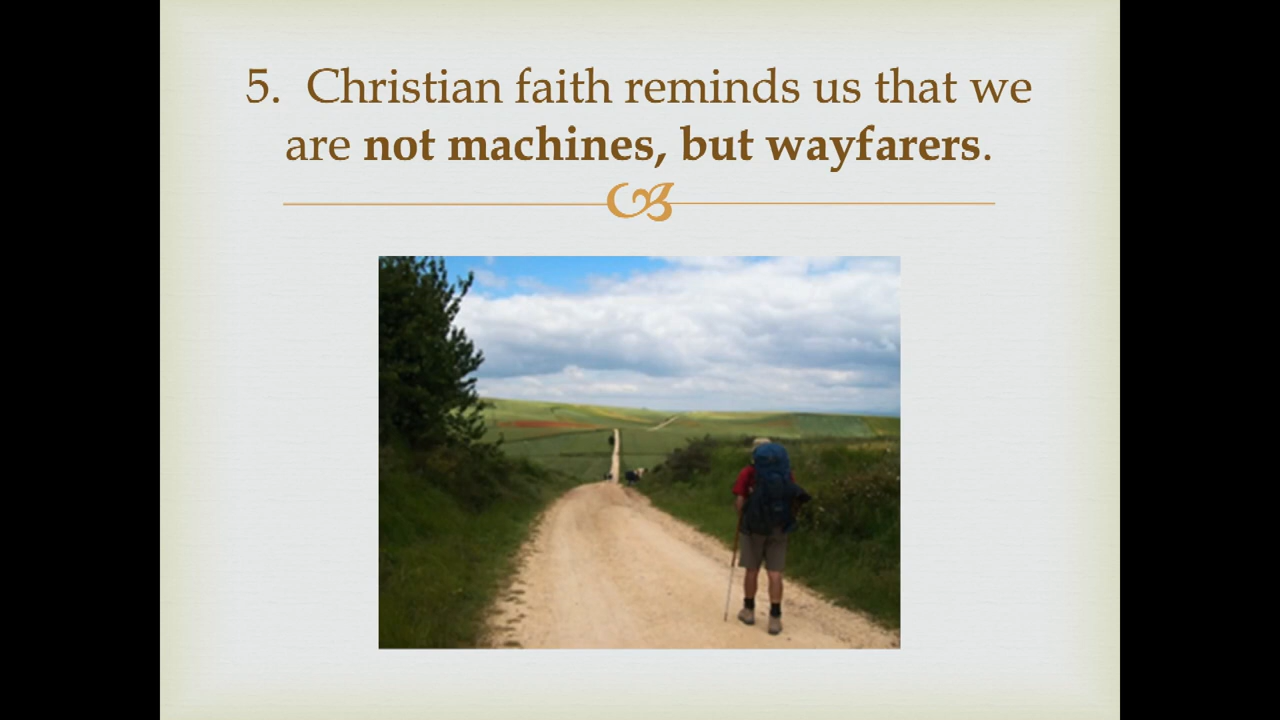 5. Christian faith reminds us that we
are not machines, but wayfarers.